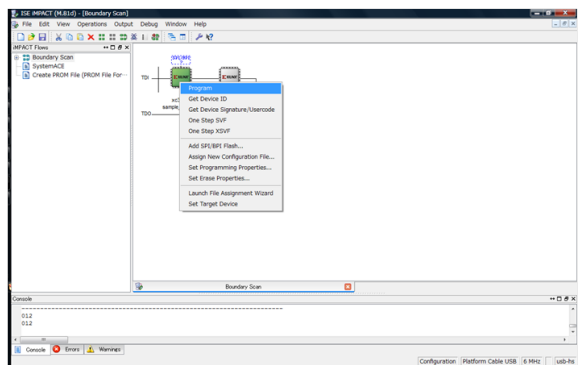 ISE iMPACT (M.81d) - [Boundary Scan]
File Edit View Operations Output Debug Window Help
iMPACT Flows
Boundary Scan
SystemACE
Create PROM File (PROM File For...
TDI
TDO
Program
Get Device ID
Get Device Signature/Usercode
One Step SVF
One Step XSVF
Add SPI/BPI Flash...
Assign New Configuration File...
Set Programming Properties...
Set Erase Properties...
Launch File Assignment Wizard
Set Target Device
Boundary Scan
Console
012
012
Console Errors Warnings
Configuration Platform Cable USB 6 MHz usb-hs